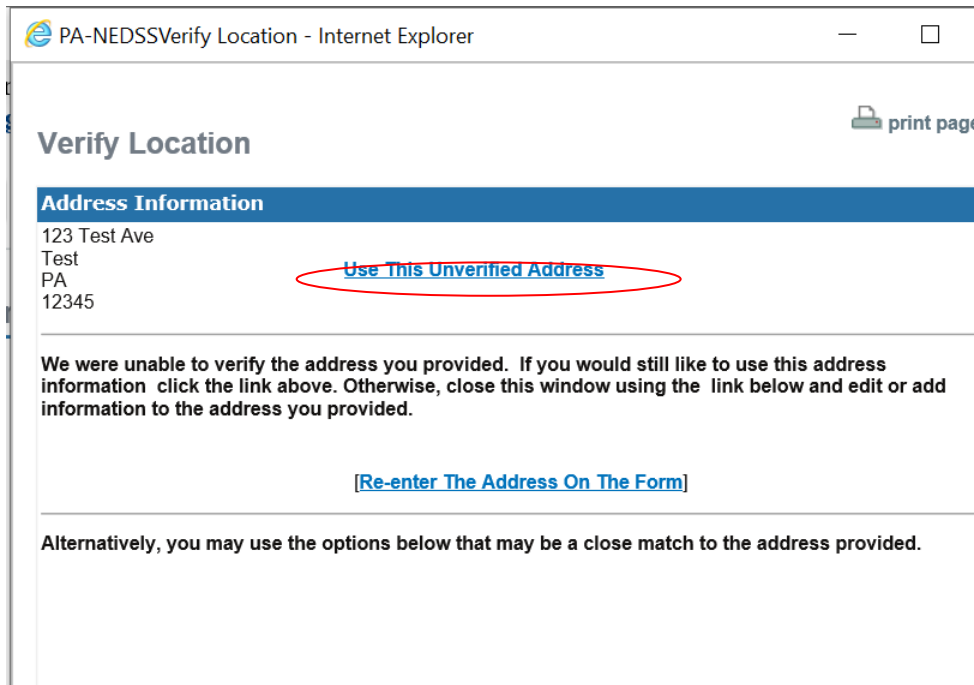 PA-NEDSSVerify Location - Internet Explorer
print page
Verify Location
Address Information
123 Test Ave
Test
PA
12345
Use This Unverified Address
We were unable to verify the address you provided. If you would still like to use this address
information click the link above. Otherwise, close this window using the link below and edit or add
information to the address you provided.
[Re-enter The Address On The Form]
Alternatively, you may use the options below that may be a close match to the address provided.